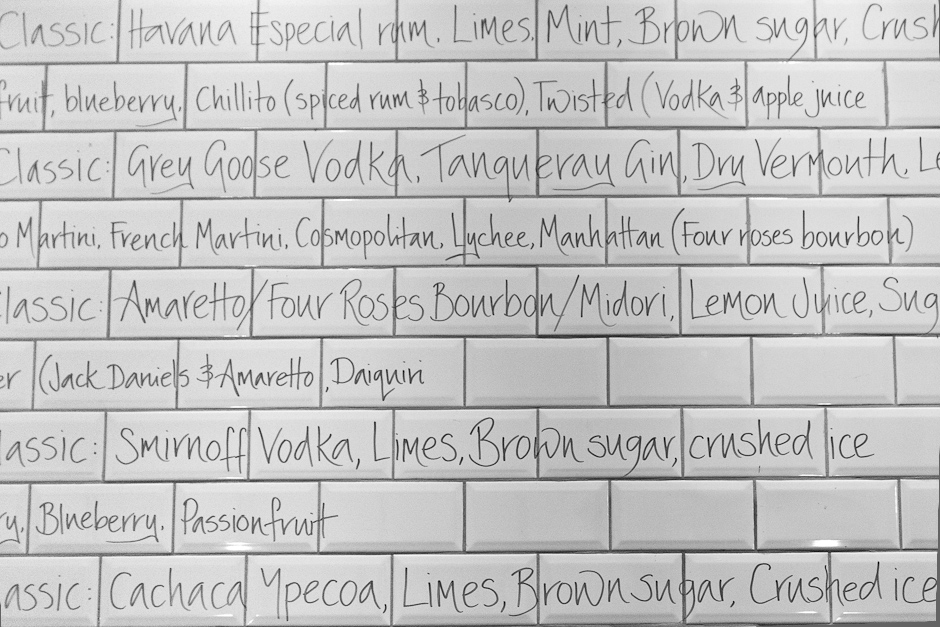 Classic: Havana Especial rum. Limes. Mint, Brown sugar, Crush
fruit, blueberry, Chillito (spiced rum & tobasco), Twisted (Vodka & apple juice
Classic: Grey Goose Vodka, Tanqueray Gin, Dry Vermouth. Le
o Martini, French Martini, Cosmopolitan, Lychee, Manhattan (Four roses bourbon)
lassic: Amaretto/Four Roses Bourbon/Midori, Lemon Juice, Sug
er (Jack Daniels & Amaretto, Daiquiri
assic: Smirnoff Vodka, Limes, Brown sugar, crushed ice
y, Blueberry. Passionfruit
assic: Cachaca Ypecoa, Limes, Brown sugar, Crushed ice